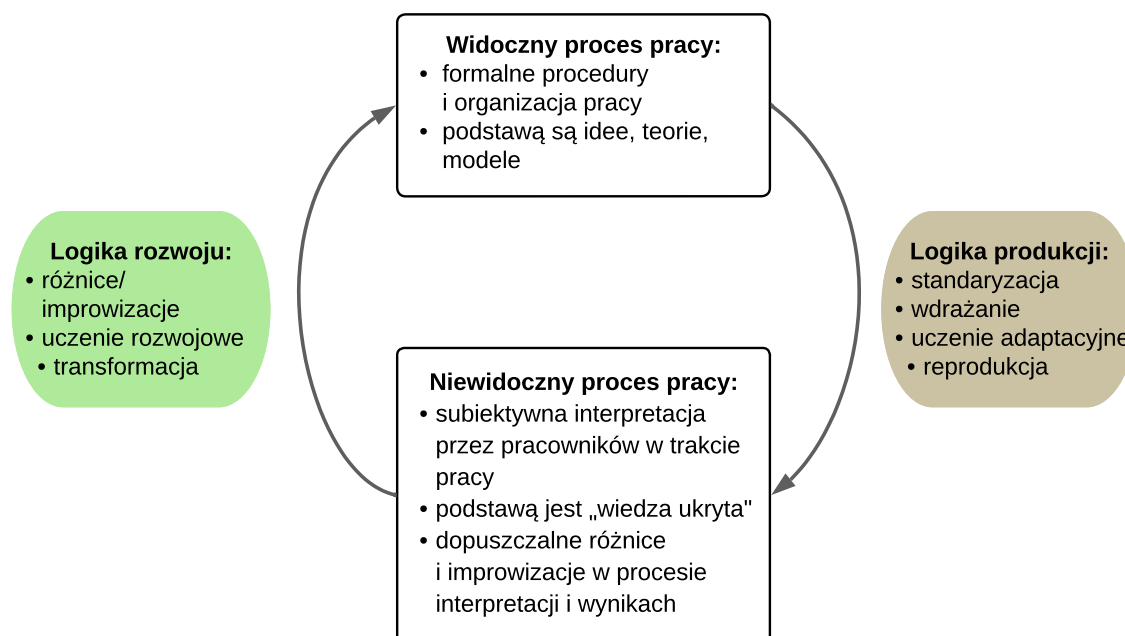 Widoczny proces pracy:
• formalne procedury
i organizacja pracy
• podstawą są idee, teorie,
modele
Logika rozwoju:
• różnice/
improwizacje
• uczenie rozwojowe
• transformacja
Logika produkcji:
• standaryzacja
• wdrażanie
• uczenie adaptacyjne
• reprodukcja
Niewidoczny proces pracy:
• subiektywna interpretacja
przez pracowników w trakcie
pracy
• podstawą jest „wiedza ukryta"
• dopuszczalne różnice
i improwizacje w procesie
interpretacji i wynikach